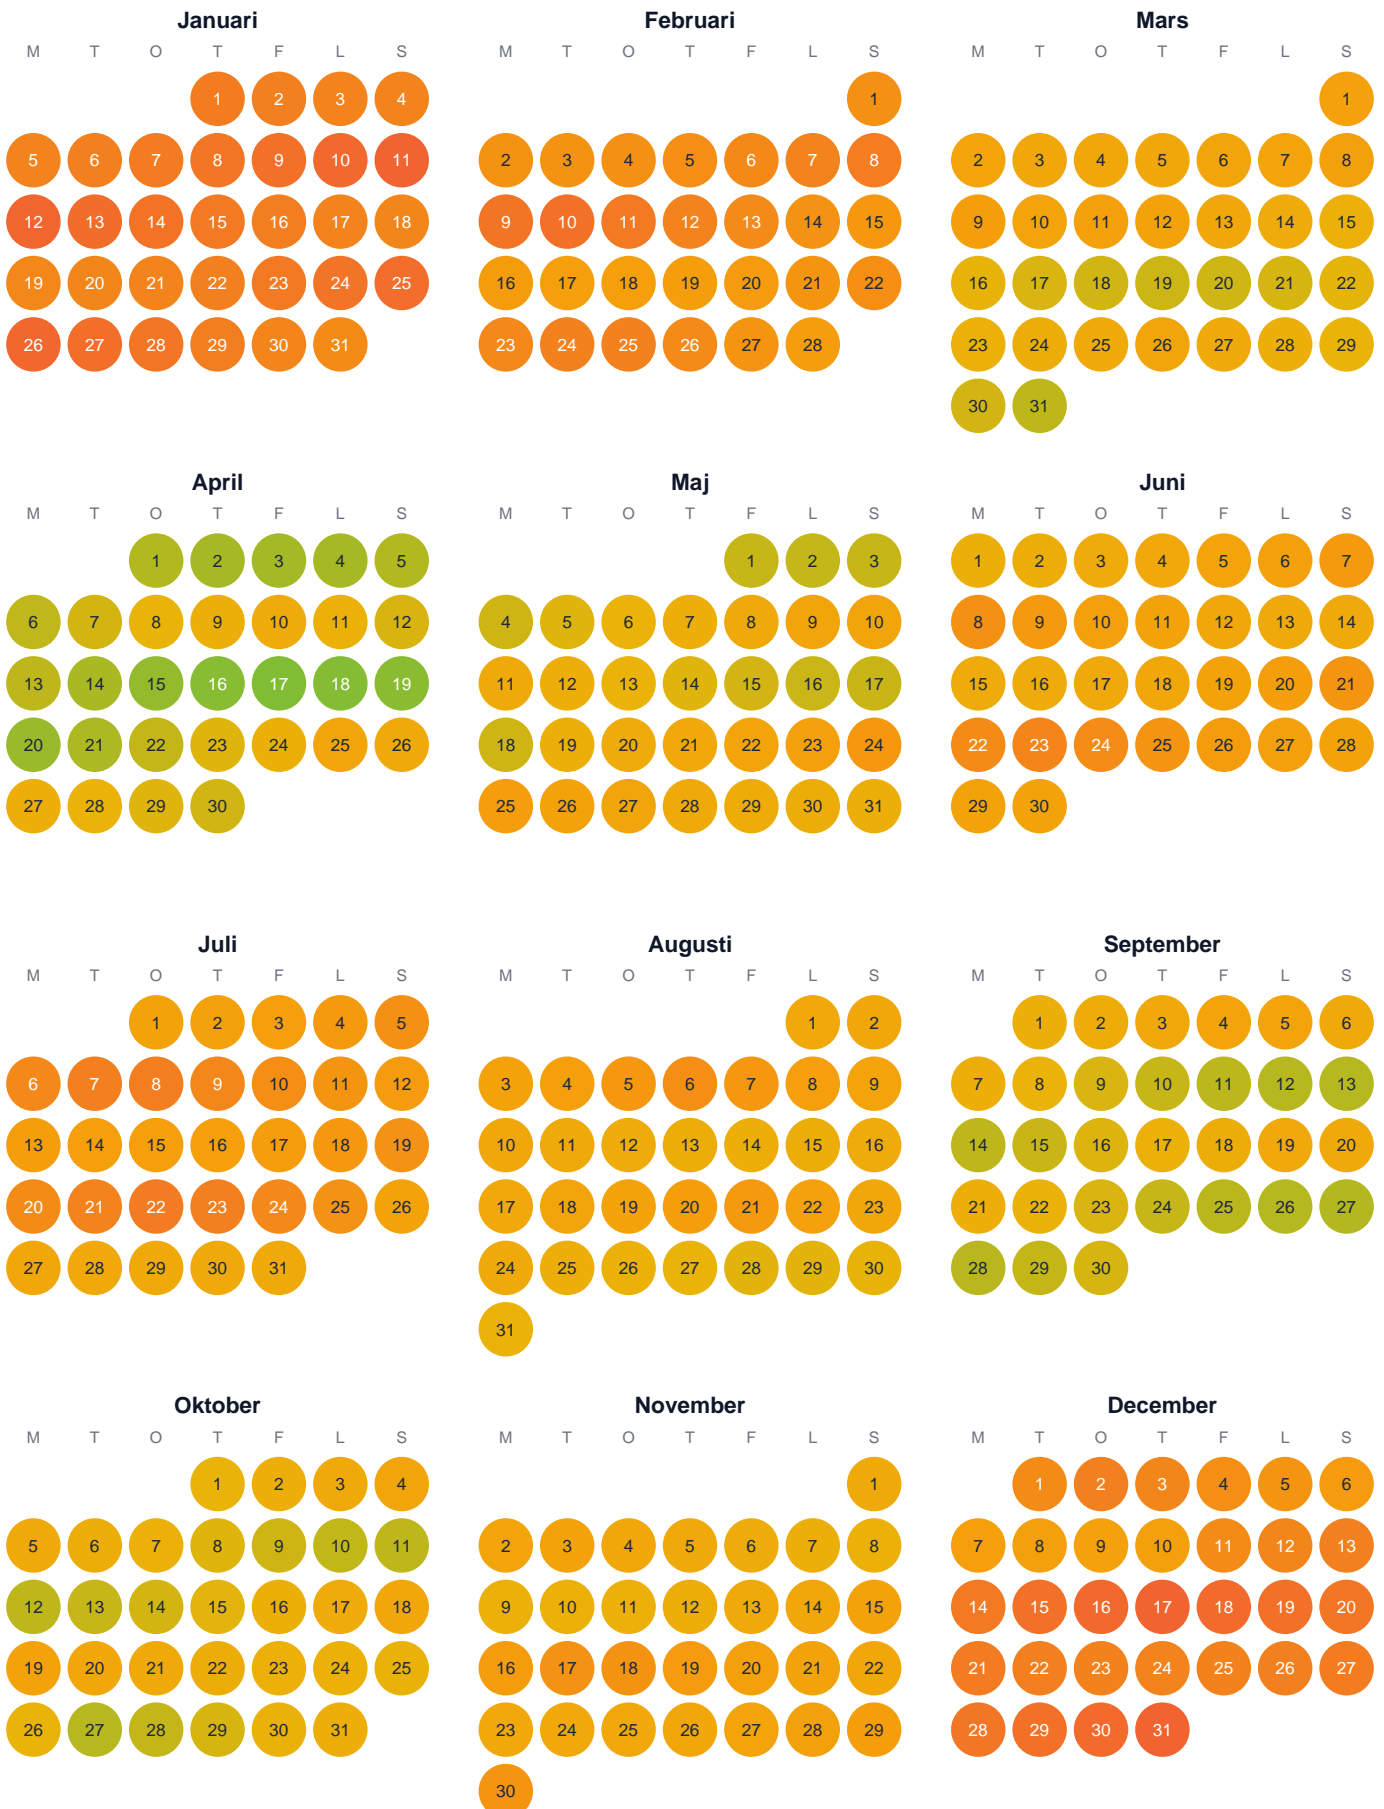 Januari Februari Mars
M T O T F L S M T O T F L S M T O T F L S
1 2 3 4 1 1
5 6 7 8 9 10 11 2 3 4 5 6 7 8 2 3 4 5 6 7 8
12 13 14 15 16 17 18 9 10 11 12 13 14 15 9 10 11 12 13 14 15
19 20 21 22 23 24 25 16 17 18 19 20 21 22 16 17 18 19 20 21 22
26 27 28 29 30 31 23 24 25 26 27 28 23 24 25 26 27 28 29
30 31
April Maj Juni
M T O T F L S M T O T F L S M T O T F L S
1 2 3 4 5 1 2 3 1 2 3 4 5 6 7
6 7 8 9 10 11 12 4 5 6 7 8 9 10 8 9 10 11 12 13 14
13 14 15 16 17 18 19 11 12 13 14 15 16 17 15 16 17 18 19 20 21
20 21 22 23 24 25 26 18 19 20 21 22 23 24 22 23 24 25 26 27 28
27 28 29 30 25 26 27 28 29 30 31 29 30
Juli Augusti September
M T O T F L S M T O T F L S M T O T F L S
1 2 3 4 5 1 2 1 2 3 4 5 6
6 7 8 9 10 11 12 3 4 5 6 7 8 9 7 8 9 10 11 12 13
13 14 15 16 17 18 19 10 11 12 13 14 15 16 14 15 16 17 18 19 20
20 21 22 23 24 25 26 17 18 19 20 21 22 23 21 22 23 24 25 26 27
27 28 29 30 31 24 25 26 27 28 29 30 28 29 30
31
Oktober November December
M T O T F L S M T O T F L S M T O T F L S
1 2 3 4 1 1 2 3 4 5 6
5 6 7 8 9 10 11 2 3 4 5 6 7 8 7 8 9 10 11 12 13
12 13 14 15 16 17 18 9 10 11 12 13 14 15 14 15 16 17 18 19 20
19 20 21 22 23 24 25 16 17 18 19 20 21 22 21 22 23 24 25 26 27
26 27 28 29 30 31 23 24 25 26 27 28 29 28 29 30 31
30